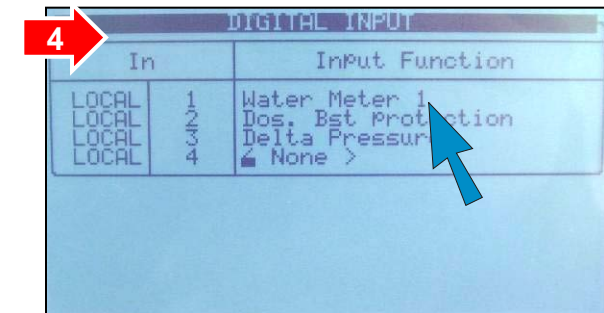 4
DIGITAL INPUT
In Input Function
LOCAL 1 Water Meter 1
LOCAL 2 Dos. Bst Protection
LOCAL 3 Delta Pressure
LOCAL 4 None >